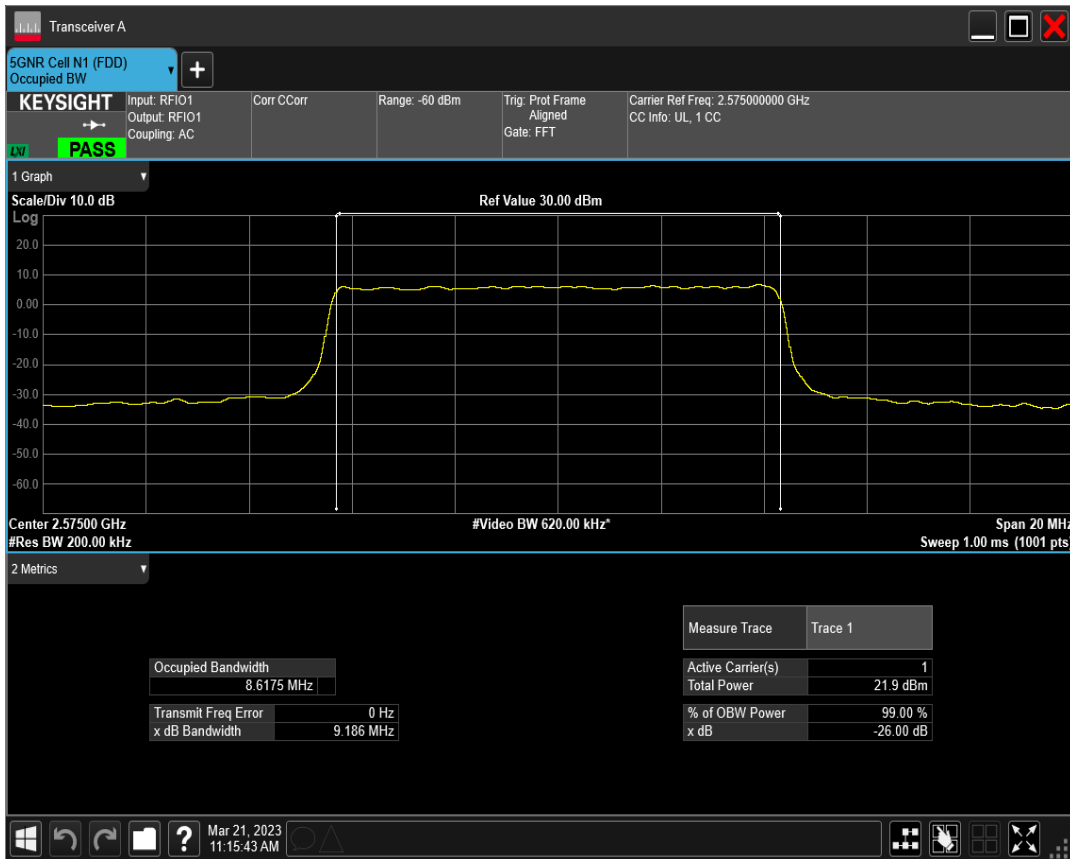 Transceiver A
5GNR Cell N1 (FDD)
Occupied BW
+
KEYSIGHT
LXI
PASS
Input: RFIO1
Output: RFIO1
Coupling: AC
Corr CCorr
Range: -60 dBm
Trig: Prot Frame
Aligned
Gate: FFT
Carrier Ref Freq: 2.575000000 GHz
CC Info: UL, 1 CC
1 Graph
Scale/Div 10.0 dB
Ref Value 30.00 dBm
Log
20.0
10.0
0.00
-10.0
-20.0
-30.0
-40.0
-50.0
-60.0
Center 2.57500 GHz
#Video BW 620.00 kHz*
Span 20 MHz
#Res BW 200.00 kHz
Sweep 1.00 ms (1001 pts)
2 Metrics
Measure Trace Trace 1
Occupied Bandwidth
8.6175 MHz
Active Carrier(s) 1
Total Power 21.9 dBm
Transmit Freq Error 0 Hz
x dB Bandwidth 9.186 MHz
% of OBW Power 99.00 %
x dB -26.00 dB
?
Mar 21, 2023
11:15:43 AM